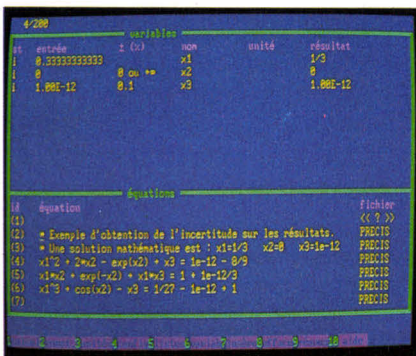 4/200
variables
st entrée ± (%) nom unité résultat
i 0.33333333333 x1 1/3
i 0 0 ou += x2 0
i 1.00E-12 0.1 x3 1.00E-12
équations
id équation fichier
(1) << ? >>
(2) * Exemple d'obtention de l'incertitude sur les résultats. PRECIS
(3) * Une solution mathématique est : x1=1/3 x2=0 x3=1e-12 PRECIS
(4) x1^2 + 2*x2 - exp(x2) + x3 = 1e-12 - 8/9 PRECIS
(5) x1*x2 + exp(-x2) + x1*x3 = 1 + 1e-12/3 PRECIS
(6) x1^3 + cos(x2) - x3 = 1/27 - 1e-12 + 1 PRECIS
(7) PRECIS